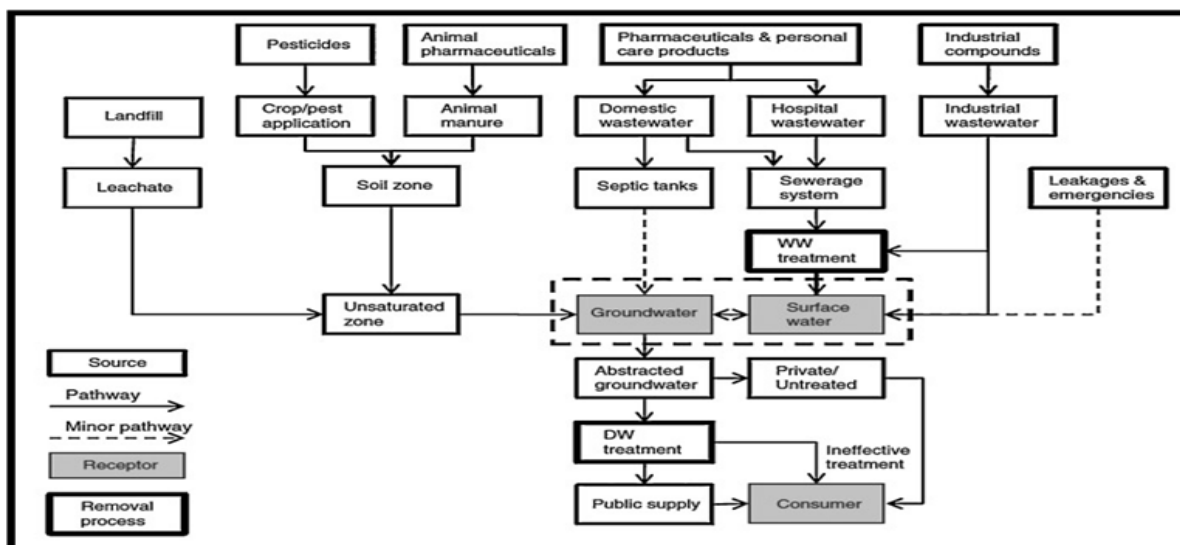 Pesticides
Animal
pharmaceuticals
Pharmaceuticals & personal
care products
Industrial
compounds
Landfill
Crop/pest
application
Animal
manure
Domestic
wastewater
Hospital
wastewater
Industrial
wastewater
Leachate
Soil zone
Septic tanks
Sewerage
system
Leakages &
emergencies
WW
treatment
Unsaturated
zone
Groundwater
Surface
water
Source
Pathway
Minor pathway
Receptor
Removal
process
Abstracted
groundwater
Private/
Untreated
DW
treatment
Ineffective
treatment
Public supply
Consumer